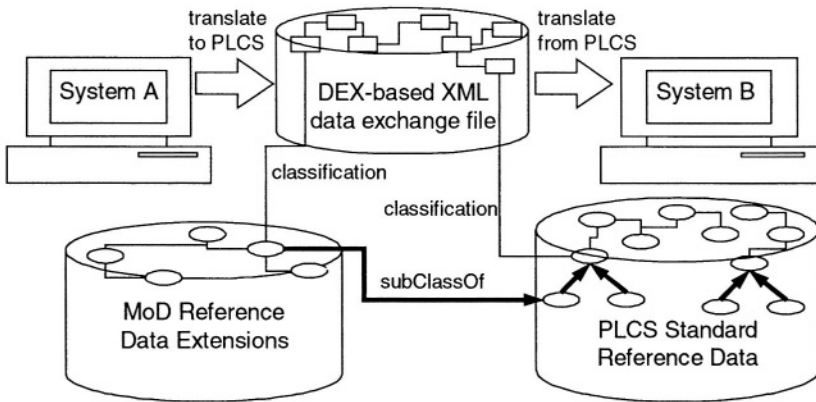 translate
to PLCS
translate
from PLCS
System A
DEX-based XML
data exchange file
System B
classification
classification
subClassOf
MoD Reference
Data Extensions
PLCS Standard
Reference Data